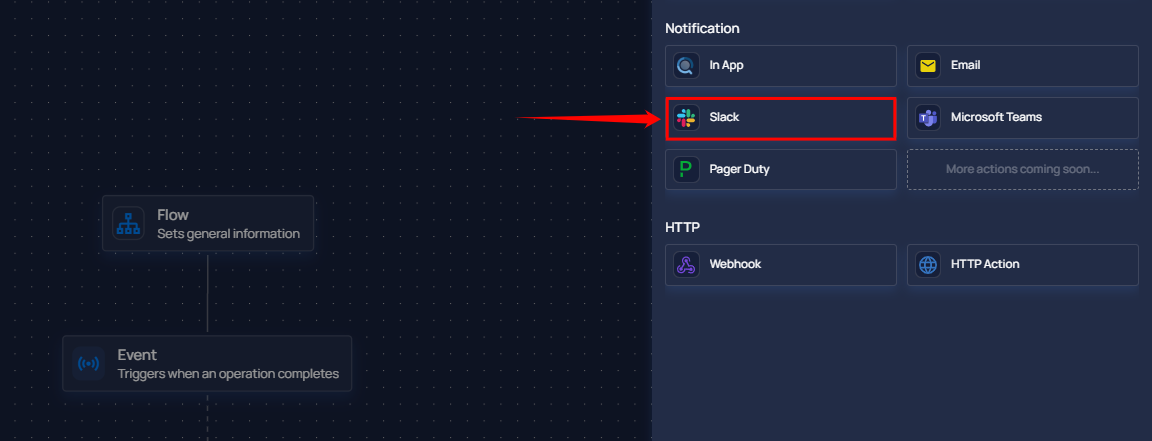 Notification
In App
Email
Slack
Microsoft Teams
Pager Duty
More actions coming soon...
HTTP
Webhook
HTTP Action
Flow
Sets general information
Event
Triggers when an operation completes